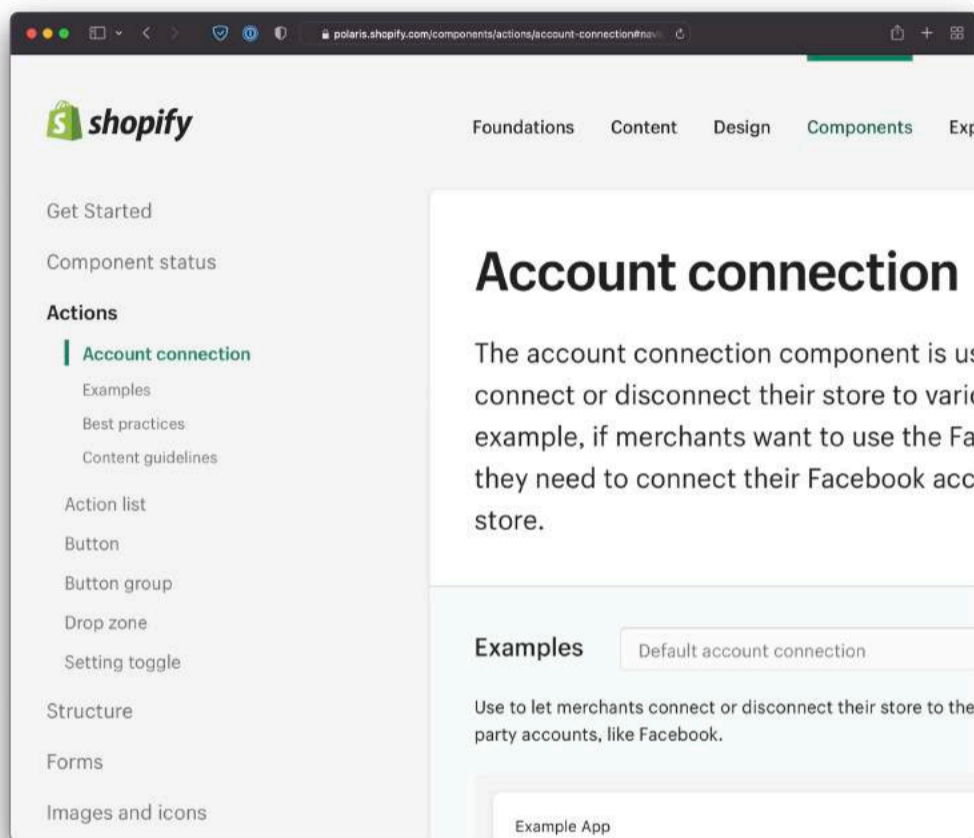 polaris.shopify.com/components/actions/account-connection#navi
shopify
Foundations Content Design Components Exp
Get Started
Component status
Actions
Account connection
Examples
Best practices
Content guidelines
Action list
Button
Button group
Drop zone
Setting toggle
Structure
Forms
Images and icons
Account connection
The account connection component is us
connect or disconnect their store to vario
example, if merchants want to use the Fa
they need to connect their Facebook acc
store.
Examples Default account connection
Use to let merchants connect or disconnect their store to the
party accounts, like Facebook.
Example App